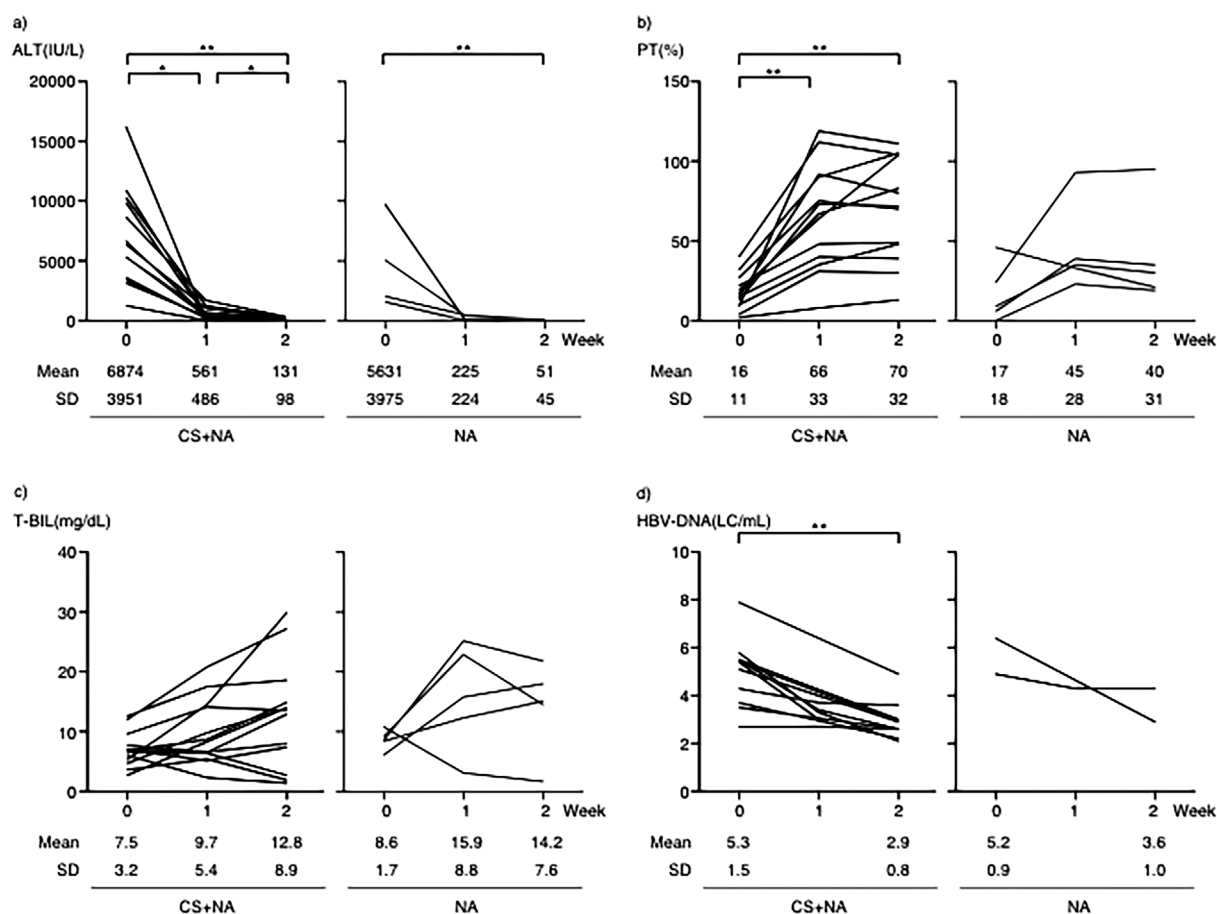 a)
ALT(IU/L)
**
*
*
**
20000
15000
10000
5000
0
0 1 2 0 1 2 Week
Mean 6874 561 131 5631 225 51
SD 3951 486 98 3975 224 45
CS+NA NA
b)
PT(%)
**
**
150
100
50
0
0 1 2 0 1 2 Week
Mean 16 66 70 17 45 40
SD 11 33 32 18 28 31
CS+NA NA
c)
T-BIL(mg/dL)
40
30
20
10
0
0 1 2 0 1 2 Week
Mean 7.5 9.7 12.8 8.6 15.9 14.2
SD 3.2 5.4 8.9 1.7 8.8 7.6
CS+NA NA
d)
HBV-DNA(LC/mL)
**
10
8
6
4
2
0
0 1 2 0 1 2 Week
Mean 5.3 2.9 5.2 3.6
SD 1.5 0.8 0.9 1.0
CS+NA NA